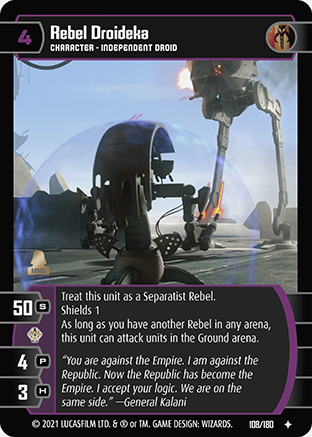 4
Rebel Droideka
CHARACTER • INDEPENDENT DROID
IDC
50 S
Treat this unit as a Separatist Rebel.
Shields 1
As long as you have another Rebel in any arena,
this unit can attack units in the Ground arena.
4 P
3 H
“You are against the Empire. I am against the
Republic. Now the Republic has become the
Empire. I accept your logic. We are on the
same side.” —General Kalani
© 2021 LUCASFILM LTD. & ® or TM. GAME DESIGN: WIZARDS. 108/180